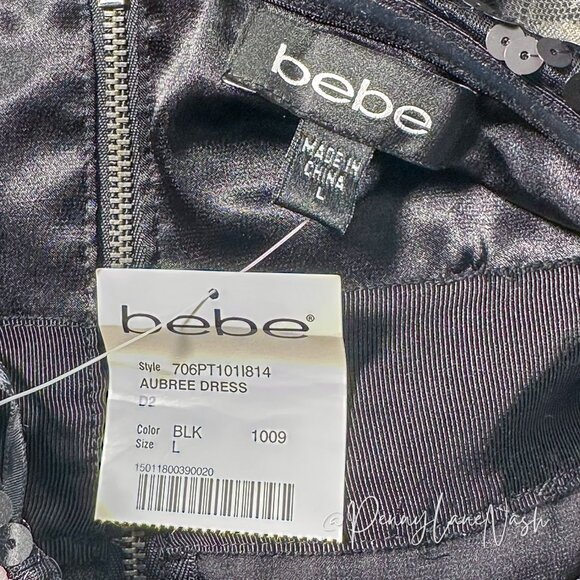 bebe
MADE IN
CHINA
L
bebe®
Style 706PT101I814
AUBREE DRESS
D2
Color BLK 1009
Size L
15011800390020
@PennyLaneNash